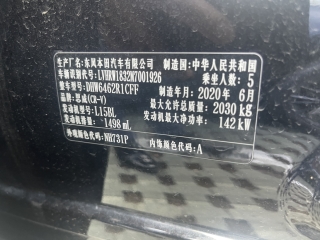 生产厂名：东风本田汽车有限公司 制造国：中华人民共和国
车辆识别代号：LVHRW1832N7001926 乘坐人数：5
整车型号：DHW6462R1CFF 制造年月：2020年 6月
品牌：思威(CR-V) 最大允许总质量：2030 kg
发动机型号：L15BL 发动机最大净功率：142 kW
发动机排量：1498 mL
外观颜色代码：NH731P 内饰颜色代码：A